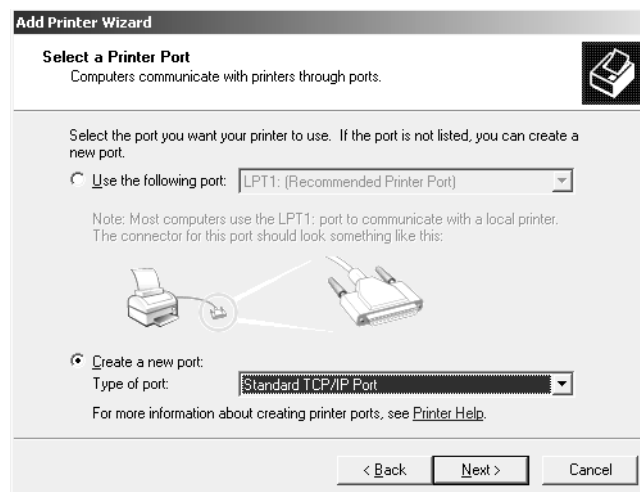 Add Printer Wizard
Select a Printer Port
Computers communicate with printers through ports.
Select the port you want your printer to use. If the port is not listed, you can create a
new port.
Use the following port: LPT1: (Recommended Printer Port)
Note: Most computers use the LPT1: port to communicate with a local printer.
The connector for this port should look something like this:
Create a new port:
Type of port: Standard TCP/IP Port
For more information about creating printer ports, see Printer Help.
< Back Next > Cancel